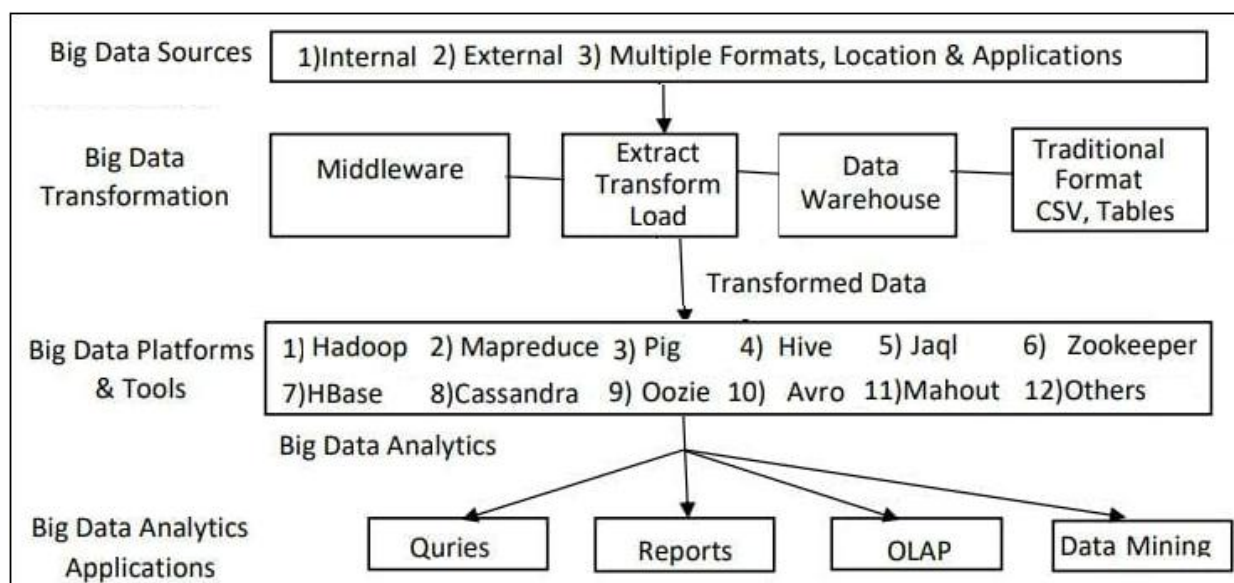 Big Data Sources
1)Internal 2) External 3) Multiple Formats, Location & Applications
Big Data
Transformation
Middleware
Extract
Transform
Load
Data
Warehouse
Traditional
Format
CSV, Tables
Transformed Data
Big Data Platforms
& Tools
1) Hadoop 2) Mapreduce 3) Pig 4) Hive 5) Jaql 6) Zookeeper
7)HBase 8)Cassandra 9) Oozie 10) Avro 11)Mahout 12)Others
Big Data Analytics
Big Data Analytics
Applications
Quries
Reports
OLAP
Data Mining